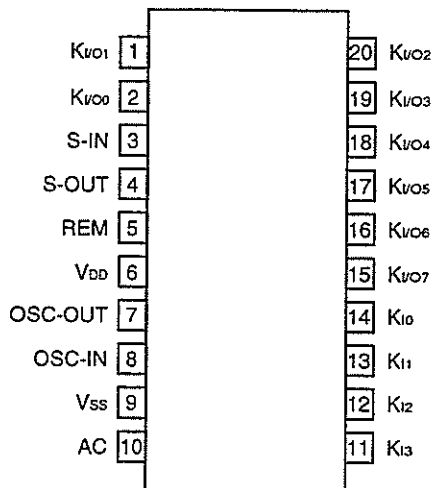 KI/O1 1 20 KI/O2
KI/O0 2 19 KI/O3
S-IN 3 18 KI/O4
S-OUT 4 17 KI/O5
REM 5 16 KI/O6
VDD 6 15 KI/O7
OSC-OUT 7 14 KI0
OSC-IN 8 13 KI1
VSS 9 12 KI2
AC 10 11 KI3